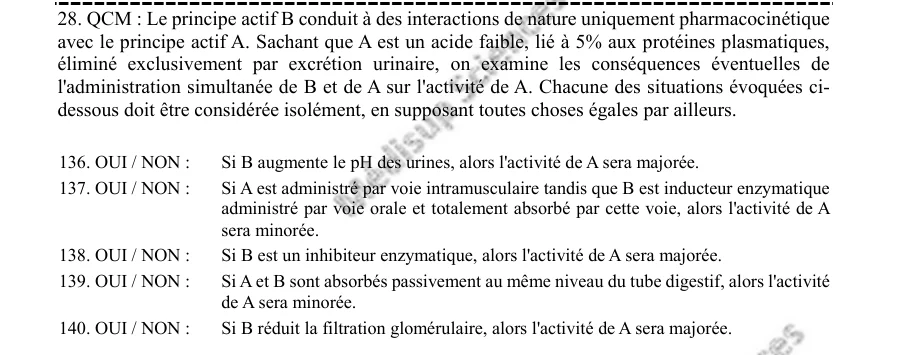 28. QCM : Le principe actif B conduit à des interactions de nature uniquement pharmacocinétique
avec le principe actif A. Sachant que A est un acide faible, lié à 5% aux protéines plasmatiques,
éliminé exclusivement par excrétion urinaire, on examine les conséquences éventuelles de
l'administration simultanée de B et de A sur l'activité de A. Chacune des situations évoquées ci-
dessous doit être considérée isolément, en supposant toutes choses égales par ailleurs.
136. OUI / NON : Si B augmente le pH des urines, alors l'activité de A sera majorée.
137. OUI / NON : Si A est administré par voie intramusculaire tandis que B est inducteur enzymatique
administré par voie orale et totalement absorbé par cette voie, alors l'activité de A
sera minorée.
138. OUI / NON : Si B est un inhibiteur enzymatique, alors l'activité de A sera majorée.
139. OUI / NON : Si A et B sont absorbés passivement au même niveau du tube digestif, alors l'activité
de A sera minorée.
140. OUI / NON : Si B réduit la filtration glomérulaire, alors l'activité de A sera majorée.
Medisup Sciences